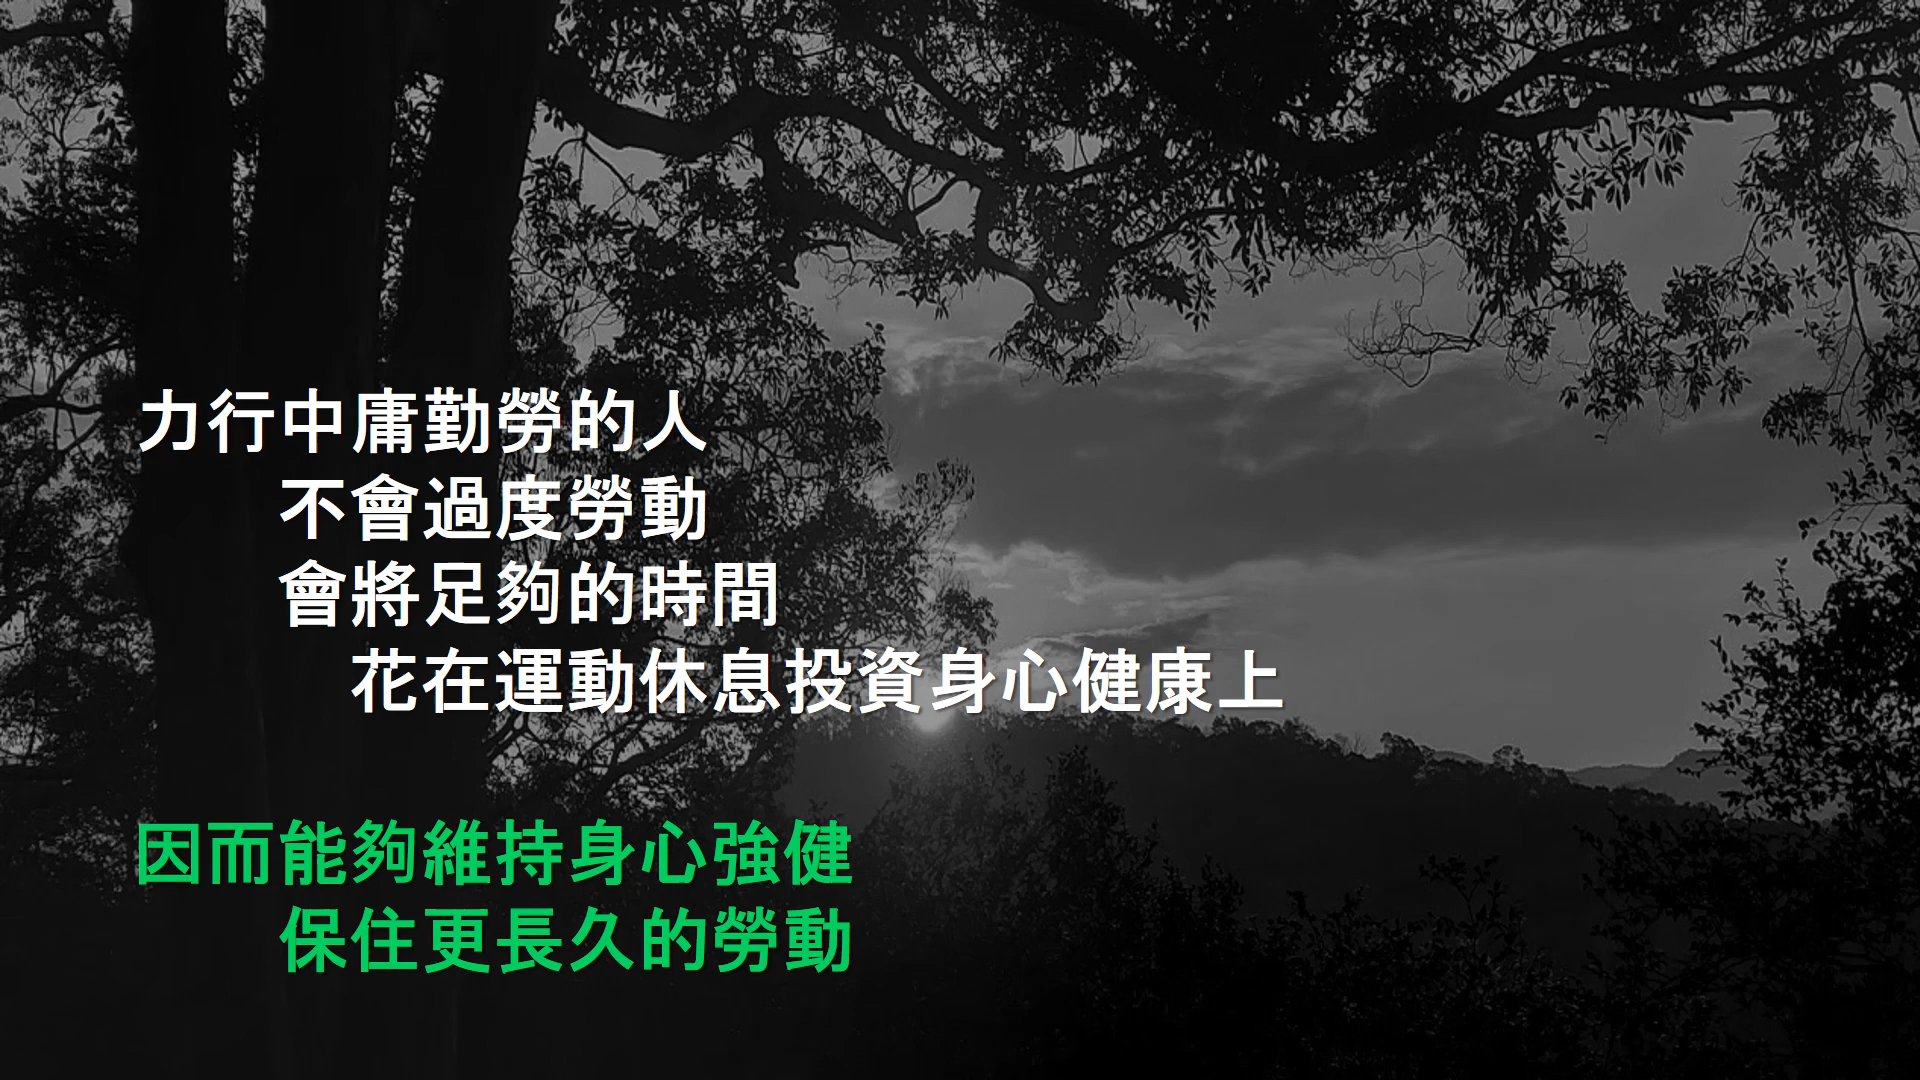 力行中庸勤勞的人
不會過度勞動
會將足夠的時間
花在運動休息投資身心健康上
因而能夠維持身心強健
保住更長久的勞動